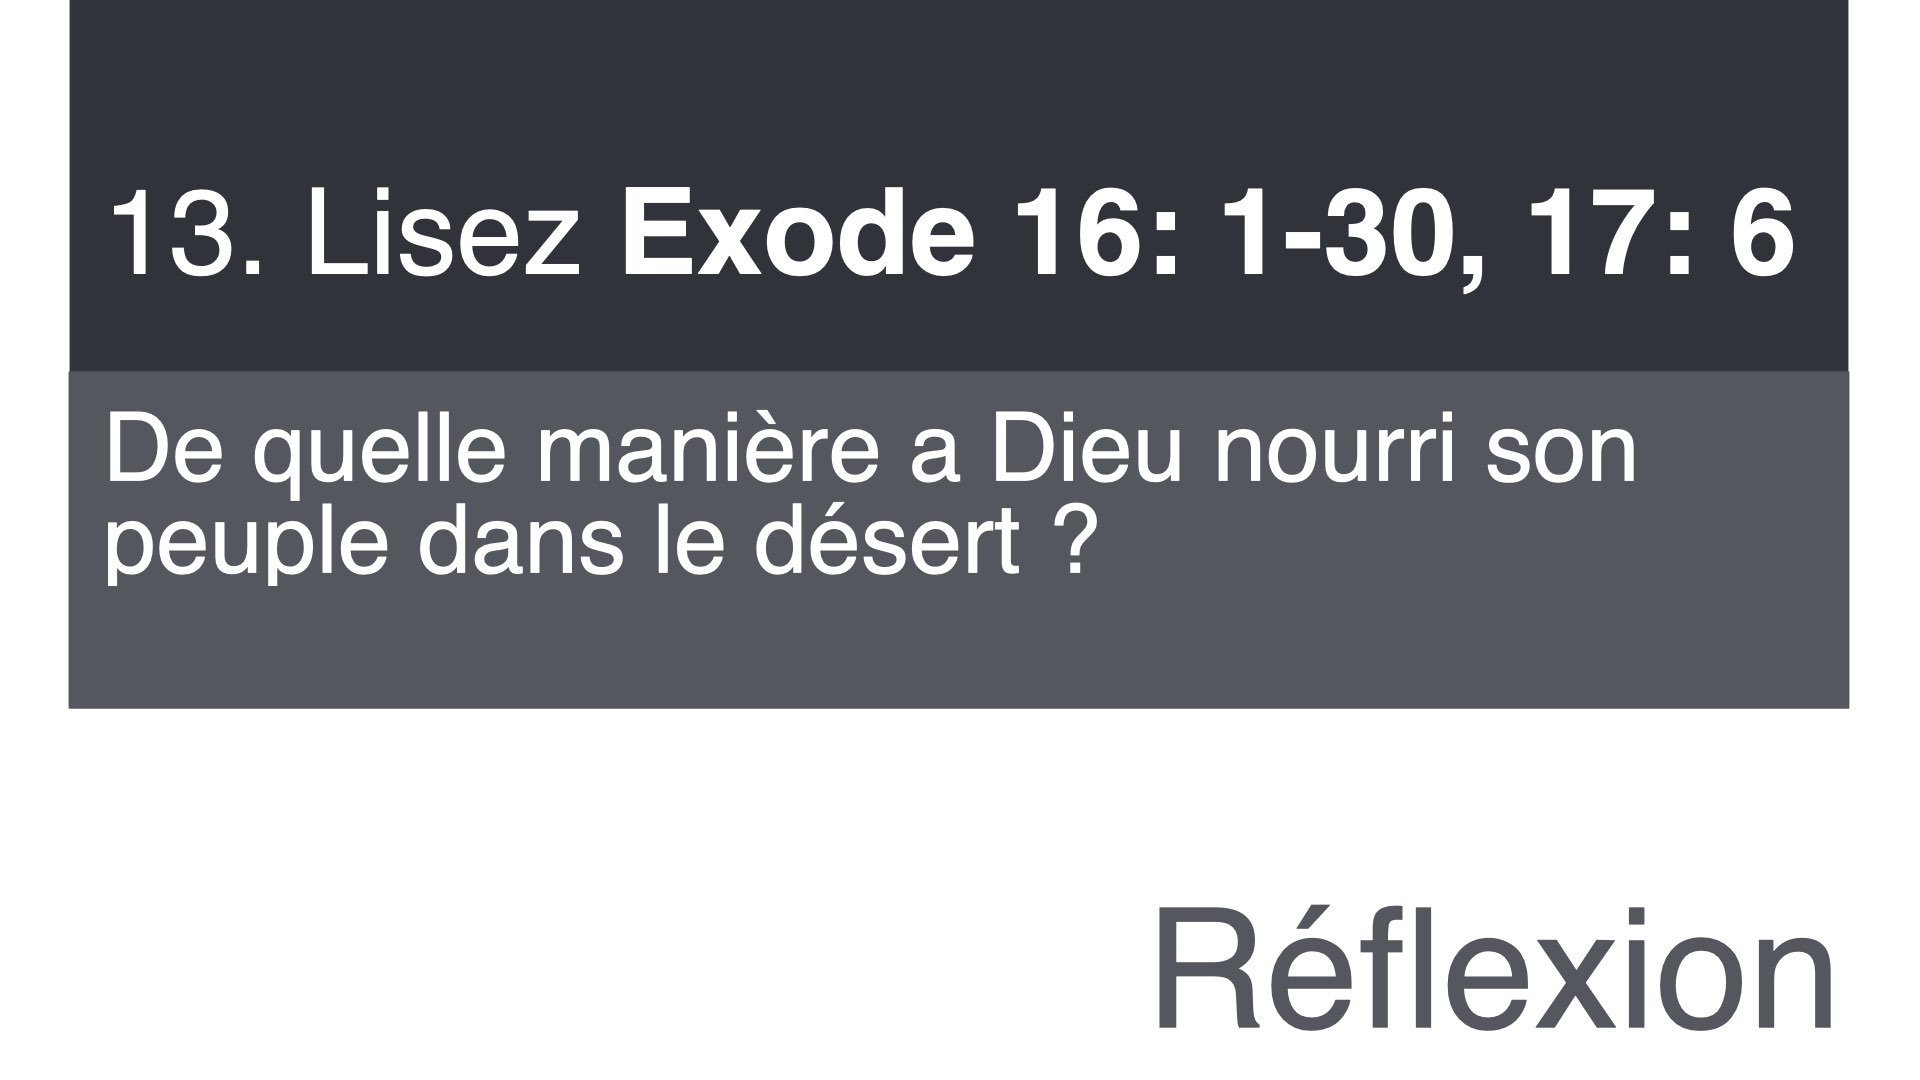 13. Lisez Exode 16: 1-30, 17: 6
De quelle manière a Dieu nourri son
peuple dans le désert ?
Réflexion